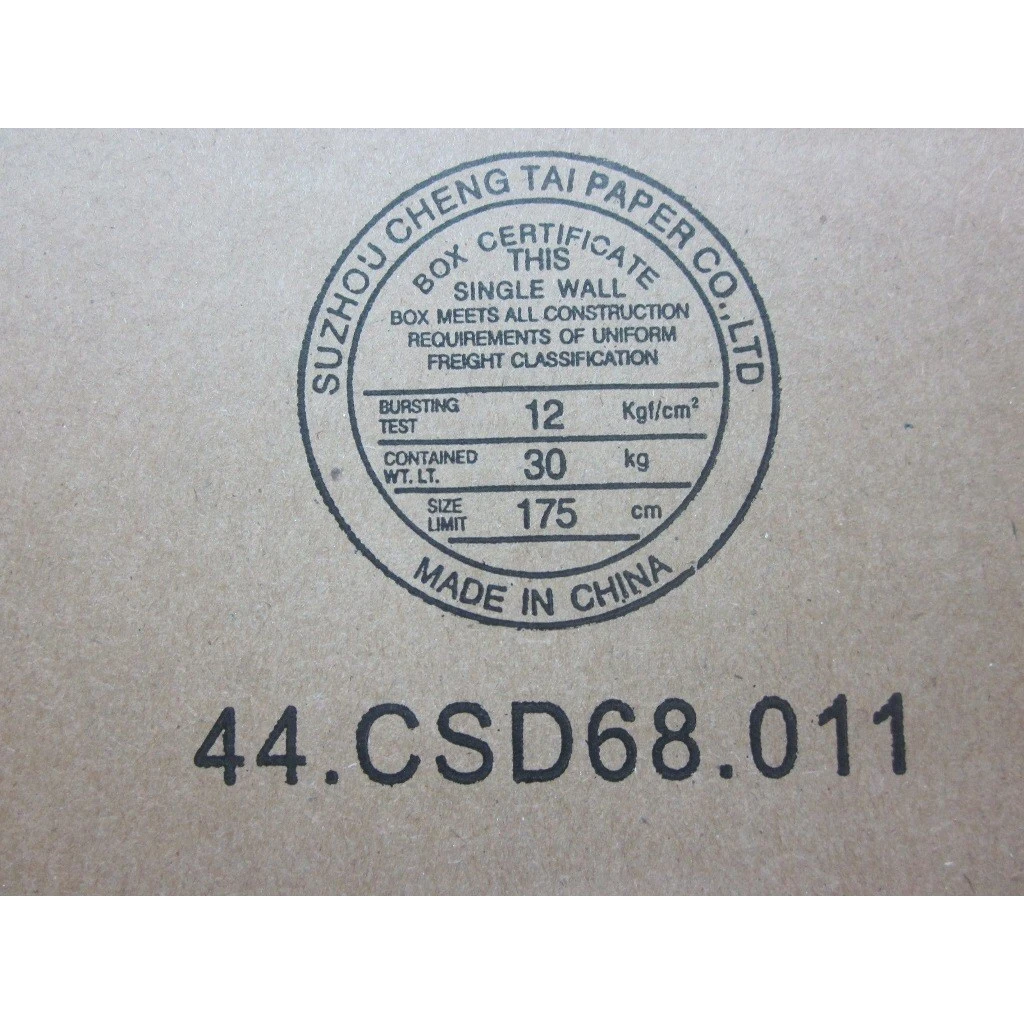 SUZHOU CHENG TAI PAPER CO.,LTD
BOX CERTIFICATE
THIS
SINGLE WALL
BOX MEETS ALL CONSTRUCTION
REQUIREMENTS OF UNIFORM
FREIGHT CLASSIFICATION
BURSTING TEST 12 Kgf/cm²
CONTAINED WT. LT. 30 kg
SIZE LIMIT 175 cm
MADE IN CHINA
44.CSD68.011